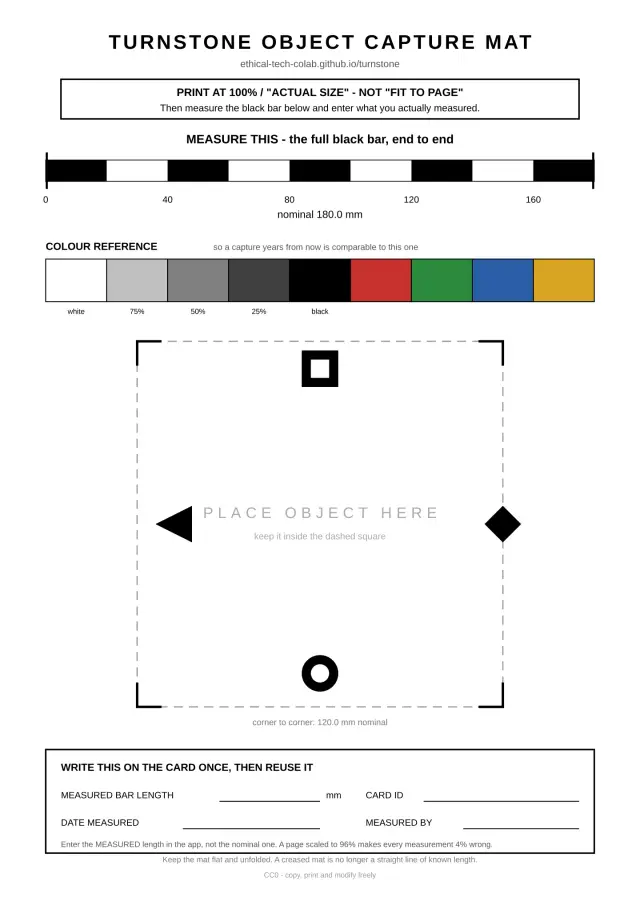 TURNSTONE OBJECT CAPTURE MAT
ethical-tech-colab.github.io/turnstone
PRINT AT 100% / "ACTUAL SIZE" - NOT "FIT TO PAGE"
Then measure the black bar below and enter what you actually measured.
MEASURE THIS - the full black bar, end to end
0 40 80 120 160
nominal 180.0 mm
COLOUR REFERENCE so a capture years from now is comparable to this one
white 75% 50% 25% black
PLACE OBJECT HERE
keep it inside the dashed square
corner to corner: 120.0 mm nominal
WRITE THIS ON THE CARD ONCE, THEN REUSE IT
MEASURED BAR LENGTH mm CARD ID
DATE MEASURED MEASURED BY
Enter the MEASURED length in the app, not the nominal one. A page scaled to 96% makes every measurement 4% wrong.
Keep the mat flat and unfolded. A creased mat is no longer a straight line of known length.
CC0 - copy, print and modify freely